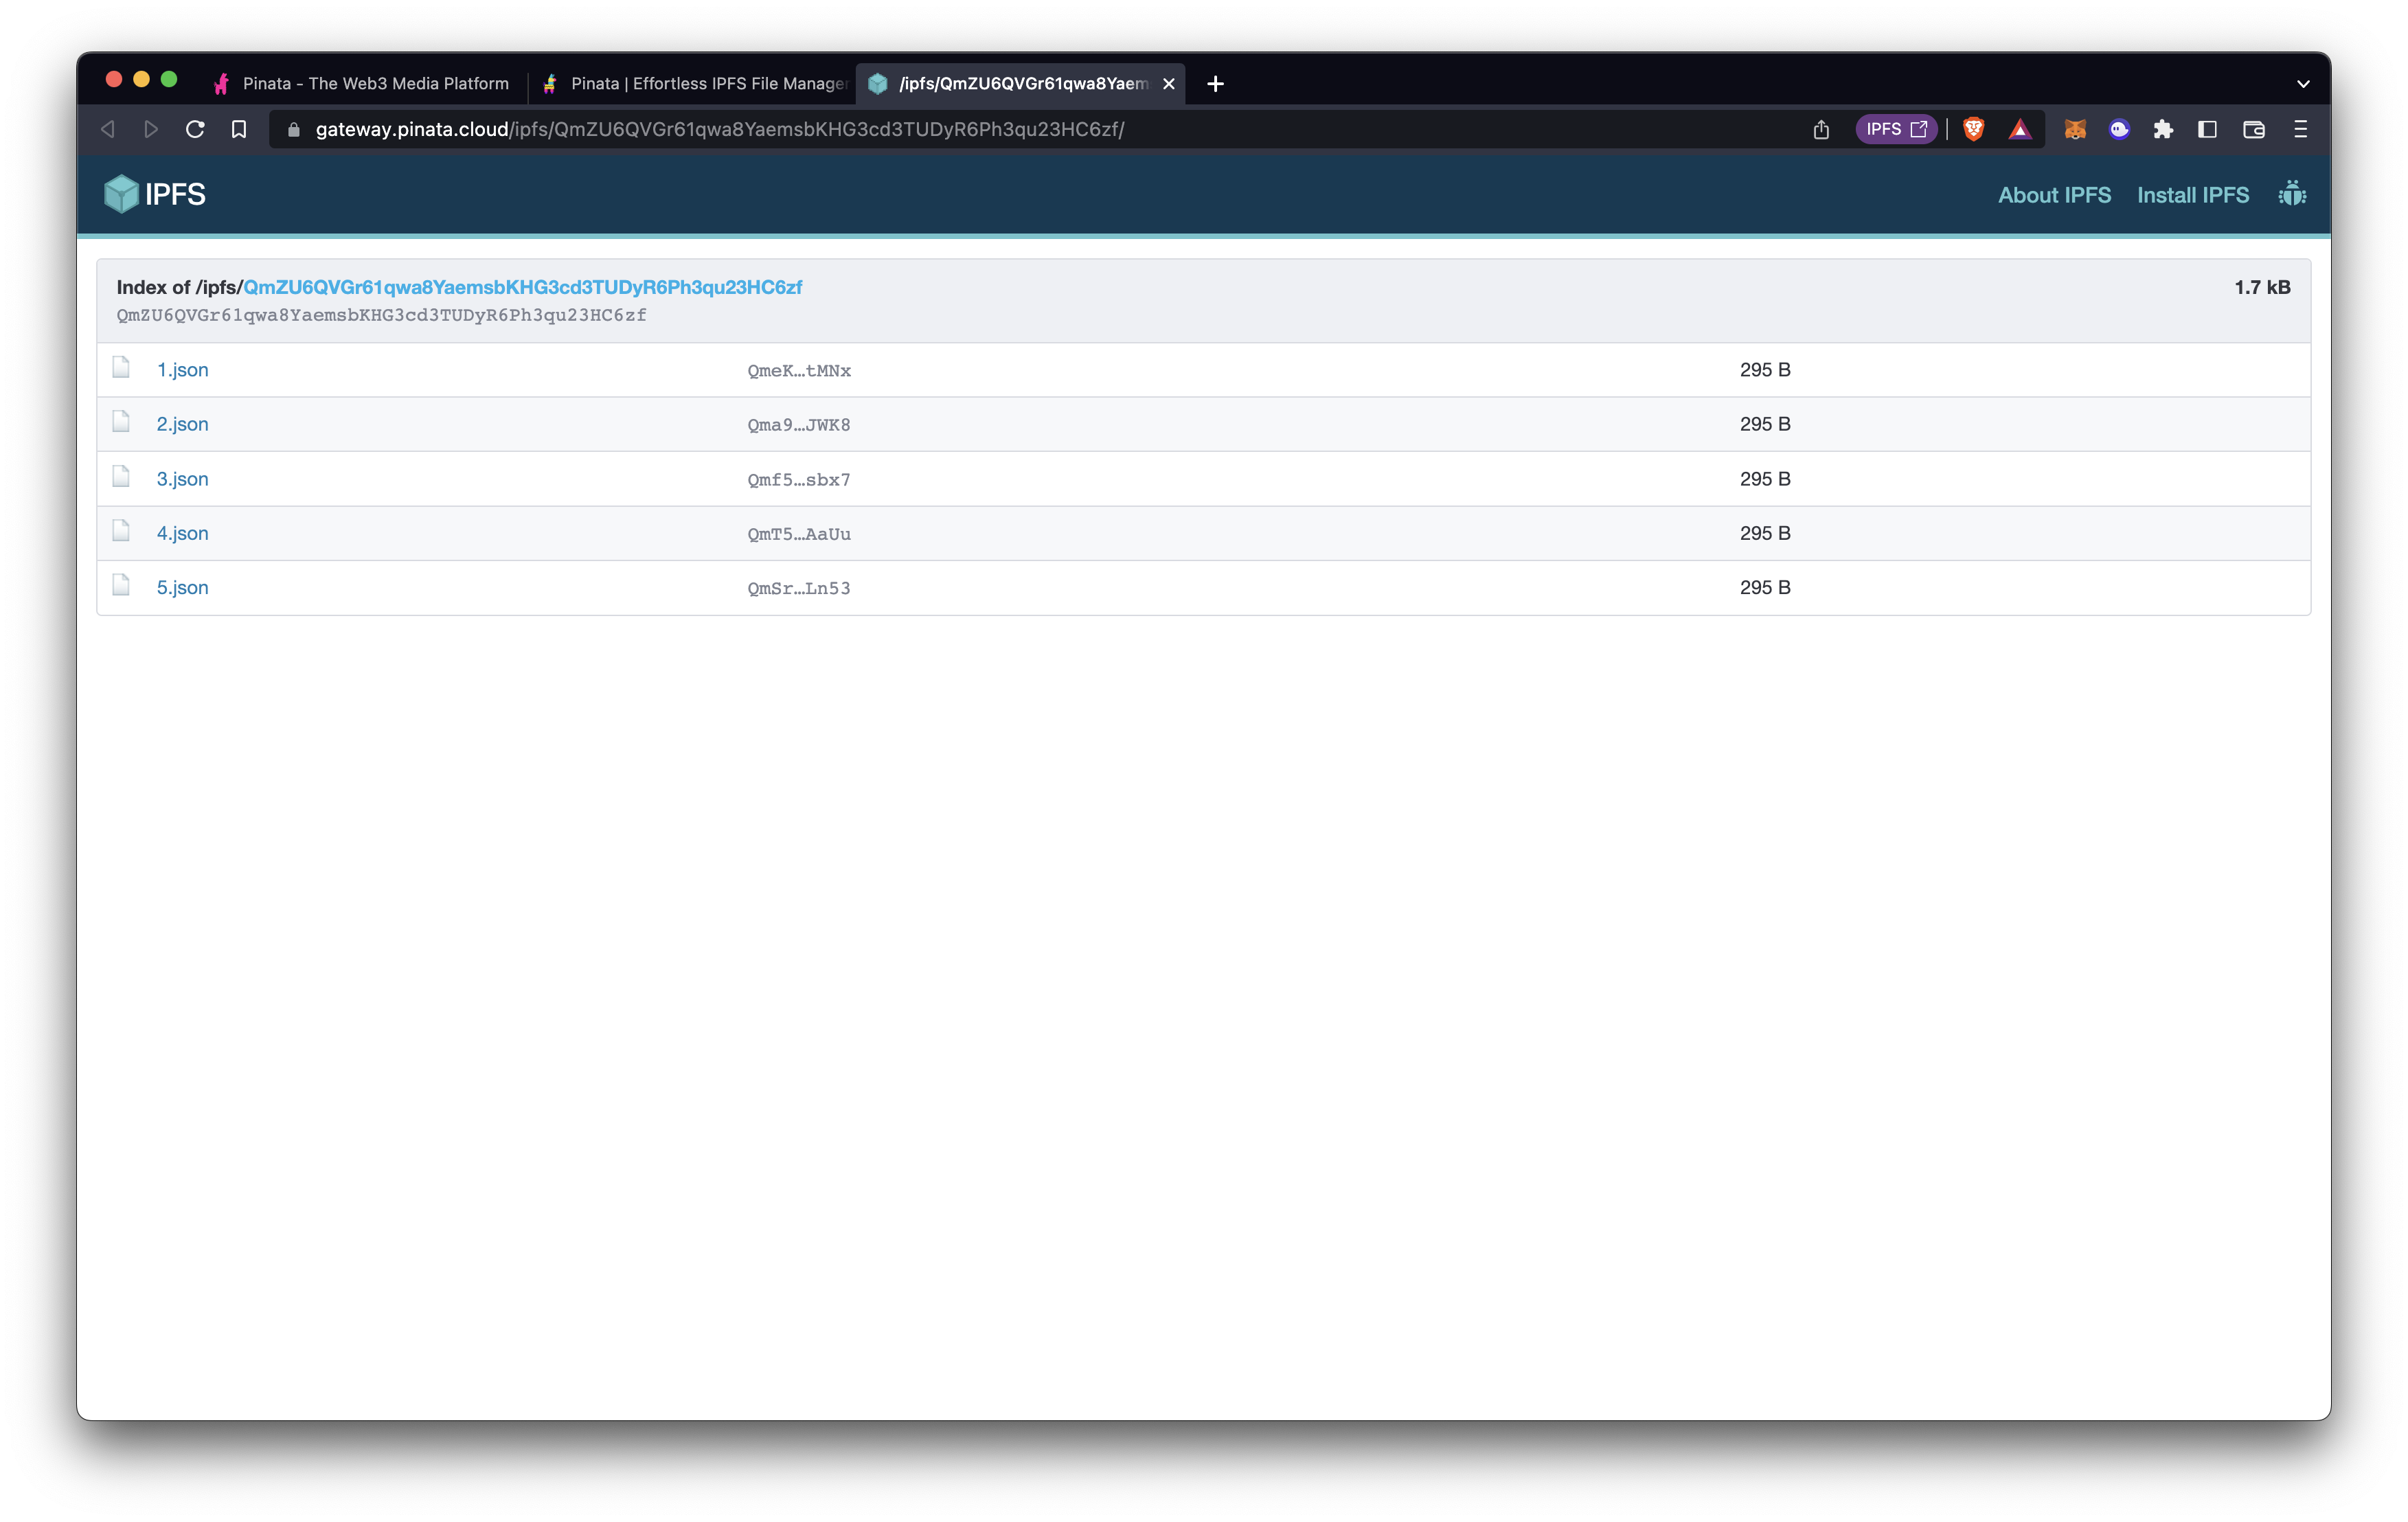 Pinata - The Web3 Media Platform
Pinata | Effortless IPFS File Manager
/ipfs/QmZU6QVGr61qwa8Yaem
gateway.pinata.cloud/ipfs/QmZU6QVGr61qwa8YaemsbKHG3cd3TUDyR6Ph3qu23HC6zf/
IPFS
IPFS
About IPFS
Install IPFS
Index of /ipfs/QmZU6QVGr61qwa8YaemsbKHG3cd3TUDyR6Ph3qu23HC6zf
1.7 kB
QmZU6QVGr61qwa8YaemsbKHG3cd3TUDyR6Ph3qu23HC6zf
1.json QmeK…tMNx 295 B
2.json Qma9…JWK8 295 B
3.json Qmf5…sbx7 295 B
4.json QmT5…AaUu 295 B
5.json QmSr…Ln53 295 B